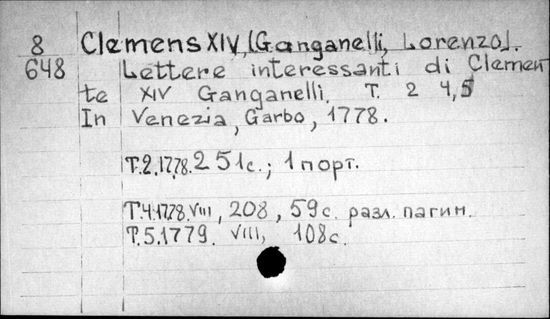 8 Clemens XIV, (Ganganelli, Lorenzo).
648 Lettere interessanti di Clemen
te XIV Ganganelli. T. 2 4,5
In Venezia, Garbo, 1778.
T.2.1778. 251с.; 1 порт.
T.4.1778. VIII, 208, 59с. разл. пагин.
T.5.1779. VIII, 108с.